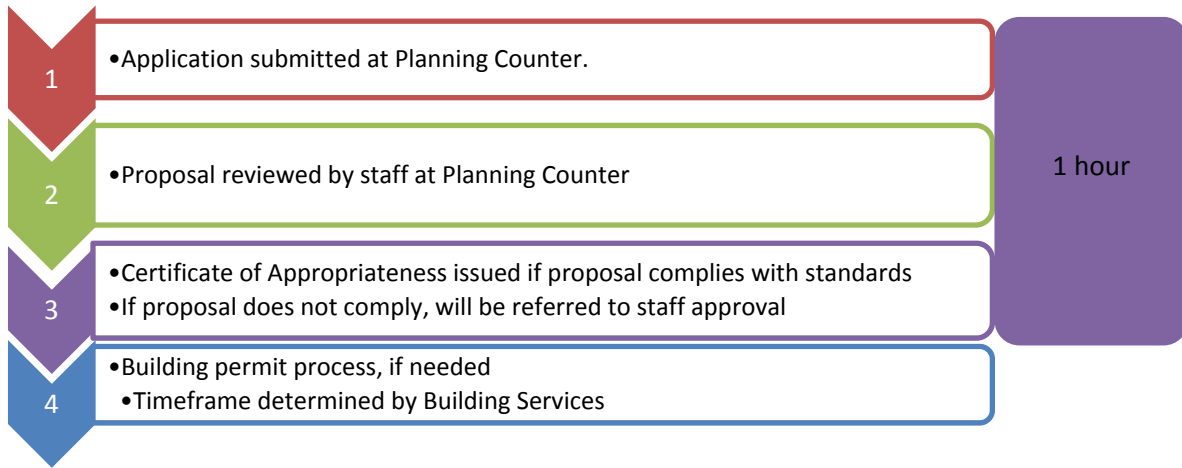 1
•Application submitted at Planning Counter.
2
•Proposal reviewed by staff at Planning Counter
1 hour
3
•Certificate of Appropriateness issued if proposal complies with standards
•If proposal does not comply, will be referred to staff approval
4
•Building permit process, if needed
•Timeframe determined by Building Services